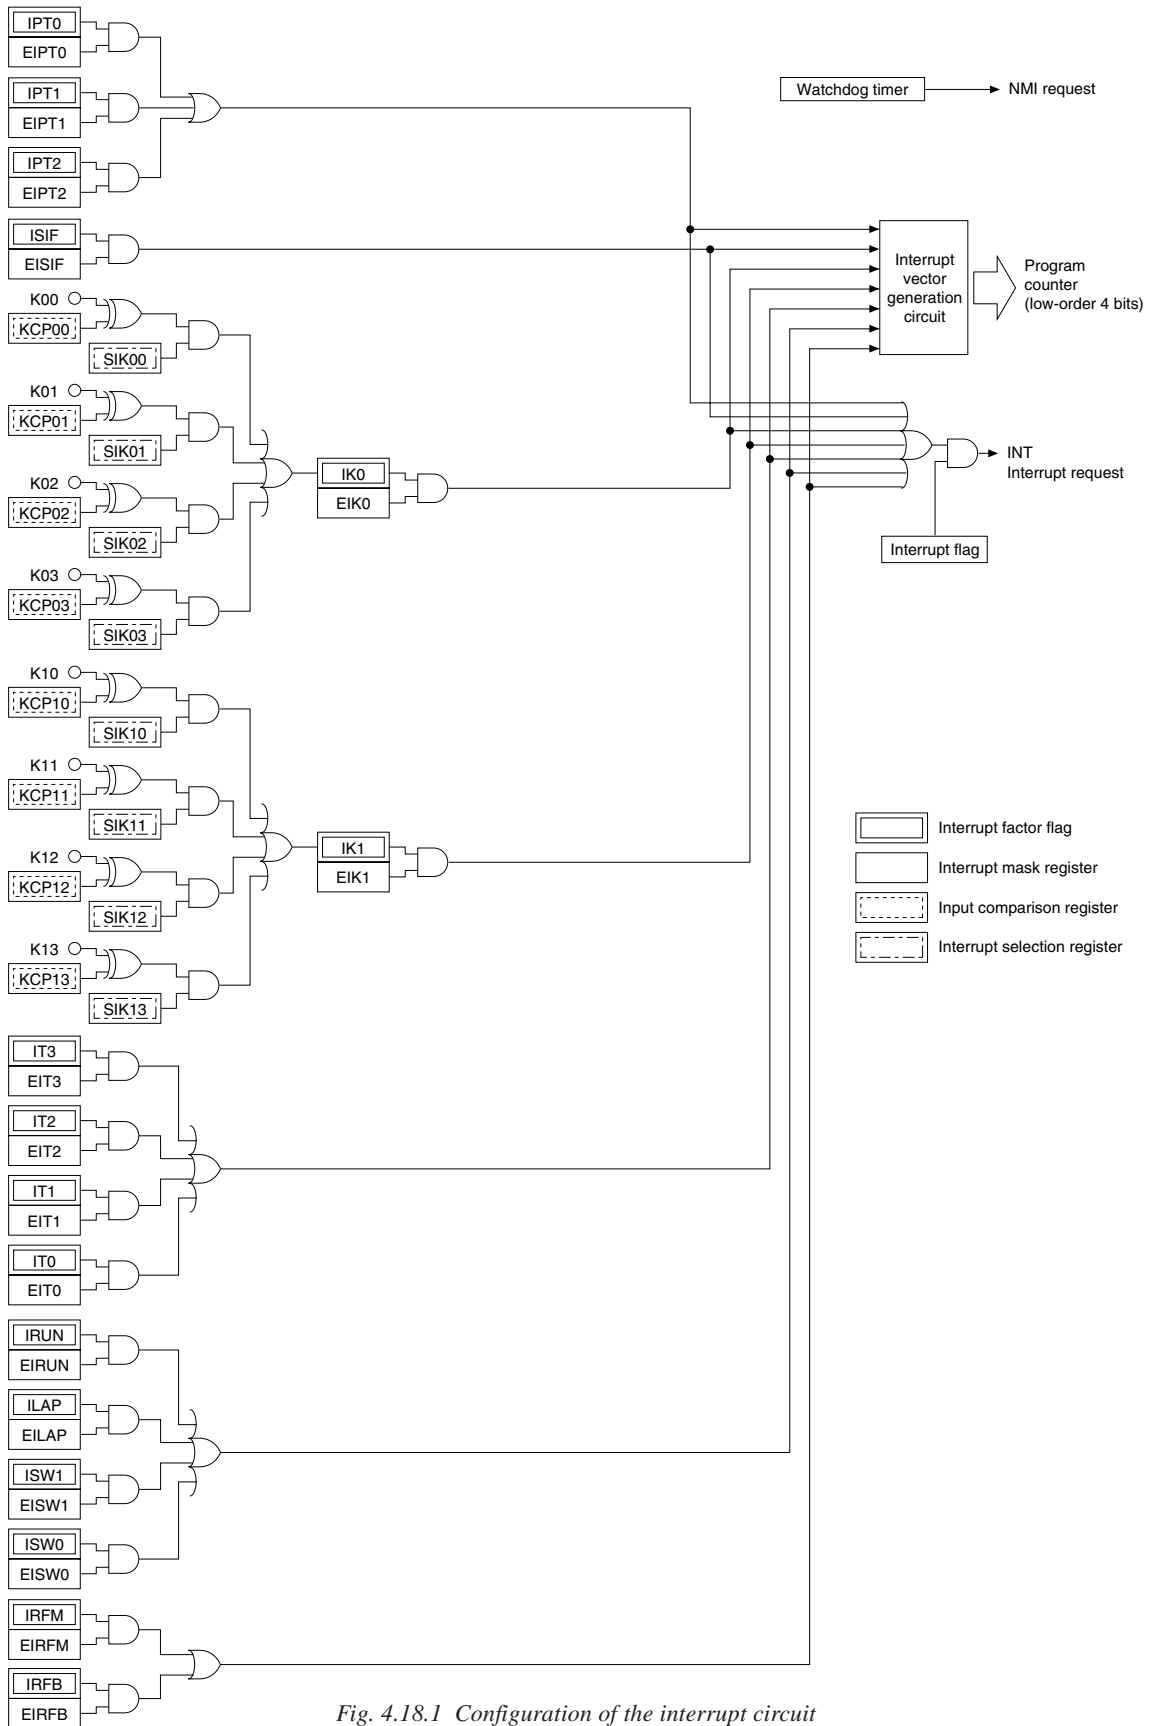 IPT0
EIPT0
IPT1
EIPT1
IPT2
EIPT2
ISIF
EISIF
K00
KCP00
SIK00
K01
KCP01
SIK01
K02
KCP02
SIK02
K03
KCP03
SIK03
IK0
EIK0
K10
KCP10
SIK10
K11
KCP11
SIK11
K12
KCP12
SIK12
K13
KCP13
SIK13
IK1
EIK1
IT3
EIT3
IT2
EIT2
IT1
EIT1
IT0
EIT0
IRUN
EIRUN
ILAP
EILAP
ISW1
EISW1
ISW0
EISW0
IRFM
EIRFM
IRFB
EIRFB
Watchdog timer
NMI request
Interrupt
vector
generation
circuit
Program
counter
(low-order 4 bits)
INT
Interrupt request
Interrupt flag
Interrupt factor flag
Interrupt mask register
Input comparison register
Interrupt selection register
Fig. 4.18.1 Configuration of the interrupt circuit